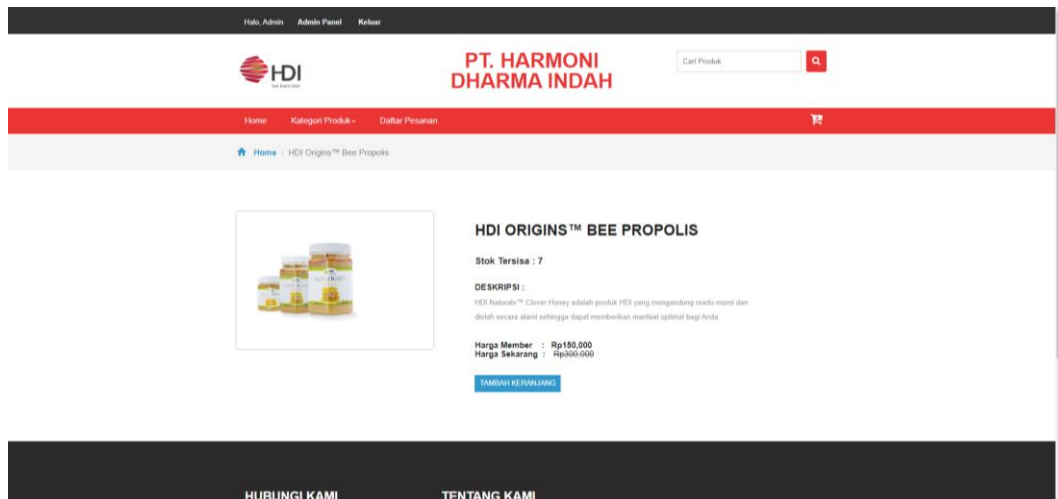 Halo, Admin Admin Panel Keluar
HDI
PT. HARMONI
DHARMA INDAH
Cari Produk
Home Kategori Produk Daftar Pesanan
Home / HDI Origins™ Bee Propolis
HDI ORIGINS™ BEE PROPOLIS
Stok Tersisa : 7
DESKRIPSI :
HDI Naturals™ Clover Honey adalah produk HDI yang mengandung madu murni dan
diolah secara alami sehingga dapat memberikan manfaat optimal bagi Anda.
Harga Member : Rp150,000
Harga Sekarang : Rp300,000
TAMBAH KERANJANG
HUBUNGI KAMI TENTANG KAMI